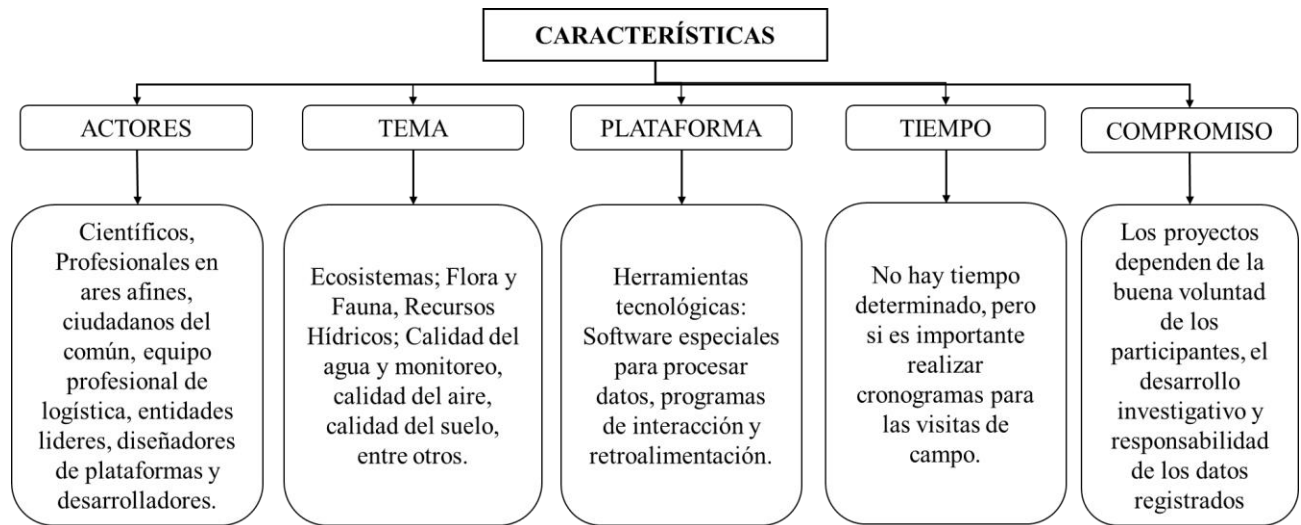 CARACTERÍSTICAS
ACTORES
TEMA
PLATAFORMA
TIEMPO
COMPROMISO
Científicos,
Profesionales en
ares afines,
ciudadanos del
común, equipo
profesional de
logística, entidades
lideres, diseñadores
de plataformas y
desarrolladores.
Ecosistemas; Flora y
Fauna, Recursos
Hídricos; Calidad del
agua y monitoreo,
calidad del aire,
calidad del suelo,
entre otros.
Herramientas
tecnológicas:
Software especiales
para procesar
datos, programas
de interacción y
retroalimentación.
No hay tiempo
determinado, pero
si es importante
realizar
cronogramas para
las visitas de
campo.
Los proyectos
dependen de la
buena voluntad
de los
participantes, el
desarrollo
investigativo y
responsabilidad
de los datos
registrados